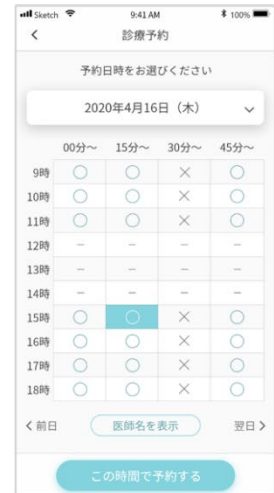 Sketch 9:41 AM 100%
診療予約
予約日時をお選びください
2020年4月16日（木）
00分〜 15分〜 30分〜 45分〜
9時 ○ ○ × ○
10時 ○ ○ × ○
11時 ○ ○ × ○
12時 − − − −
13時 − − − −
14時 − − − −
15時 ○ ○ × ○
16時 ○ ○ × ○
17時 ○ ○ × ○
18時 ○ ○ × ○
前日 医師名を表示 翌日
この時間で予約する